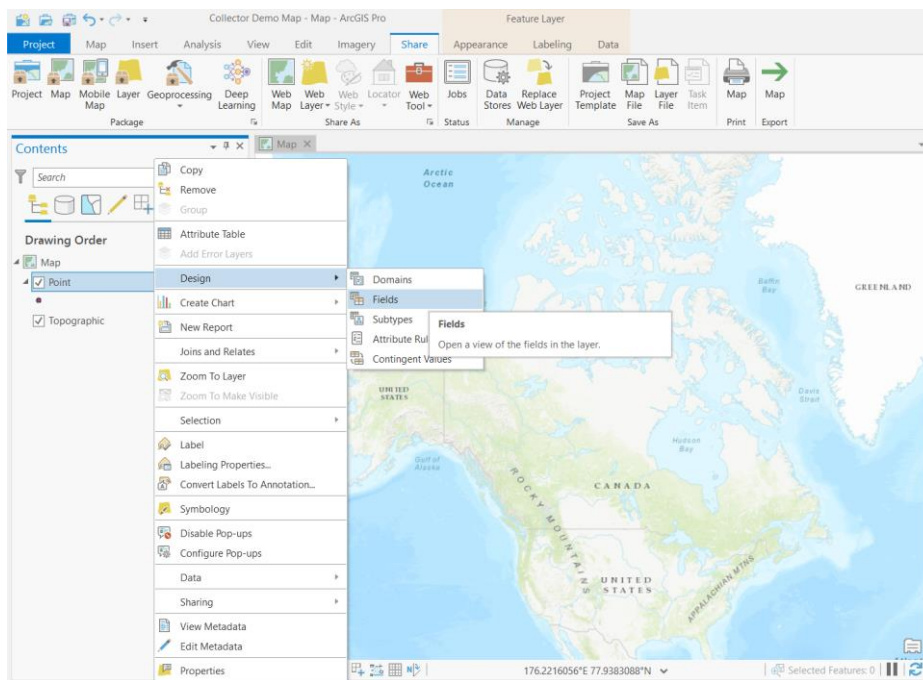 Collector Demo Map - Map - ArcGIS Pro
Feature Layer
Project Map Insert Analysis View Edit Imagery Share Appearance Labeling Data
Project Map Mobile Map Layer Geoprocessing Deep Learning
Web Map Web Layer Web Style Locator Web Tool
Jobs
Data Stores Replace Web Layer
Project Template Map File Layer File Task Item
Map
Map
Package Share As Status Manage Save As Print Export
Contents
Map
Search
Drawing Order
Map
Point
Topographic
Copy
Remove
Group
Attribute Table
Add Error Layers
Design
Create Chart
New Report
Joins and Relates
Zoom To Layer
Zoom To Make Visible
Selection
Label
Labeling Properties...
Convert Labels To Annotation...
Symbology
Disable Pop-ups
Configure Pop-ups
Data
Sharing
View Metadata
Edit Metadata
Properties
Domains
Fields
Subtypes
Attribute Rul
Contingent Values
Fields
Open a view of the fields in the layer.
Arctic
Ocean
Baffin
Bay
GREENLAND
Davis
Strait
UNITED
STATES
Gulf of
Alaska
Hudson
Bay
CANADA
ROCKY MOUNTAINS
UNITED
STATES
APPALACHIAN MTNS
176.2216056°E 77.9383088°N
Selected Features: 0